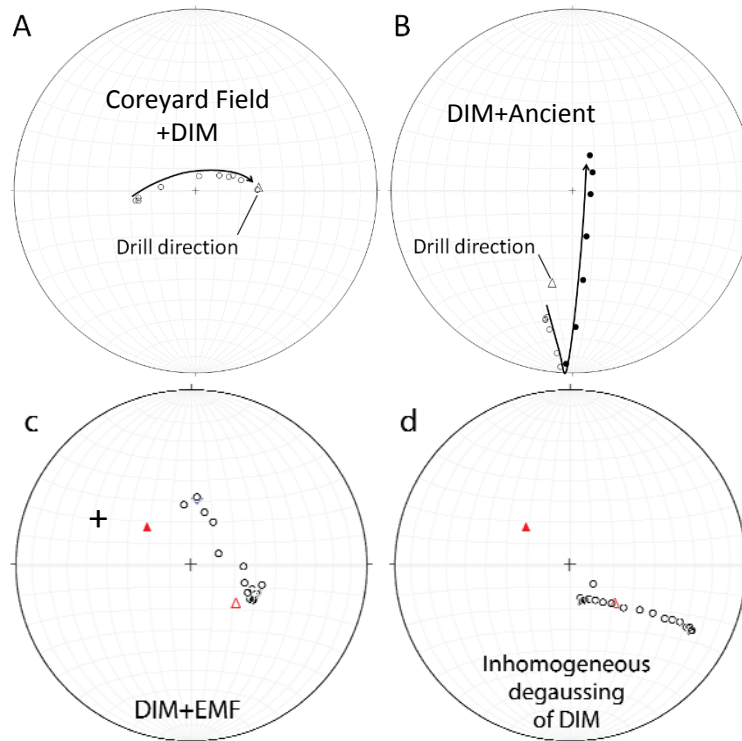 A
Coreyard Field
+DIM
Drill direction
B
DIM+Ancient
Drill direction
c
DIM+EMF
d
Inhomogeneous
degaussing
of DIM